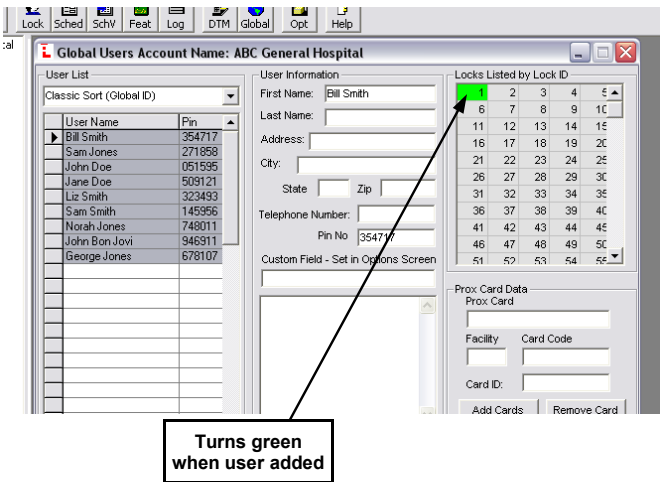 Lock Sched SchV Feat Log DTM Global Opt Help
Global Users Account Name: ABC General Hospital
User List
Classic Sort (Global ID)
User Name Pin
Bill Smith 354717
Sam Jones 271858
John Doe 051595
Jane Doe 509121
Liz Smith 323493
Sam Smith 145956
Norah Jones 748011
John Bon Jovi 946911
George Jones 678107
User Information
First Name: Bill Smith
Last Name:
Address:
City:
State Zip
Telephone Number:
Pin No 354717
Custom Field - Set in Options Screen
Locks Listed by Lock ID
1 2 3 4
6 7 8 9
11 12 13 14
16 17 18 19
21 22 23 24
26 27 28 29
31 32 33 34
36 37 38 39
41 42 43 44
46 47 48 49
51 52 53 54
Prox Card Data
Prox Card
Facility Card Code
Card ID:
Add Cards Remove Card
Turns green
when user added